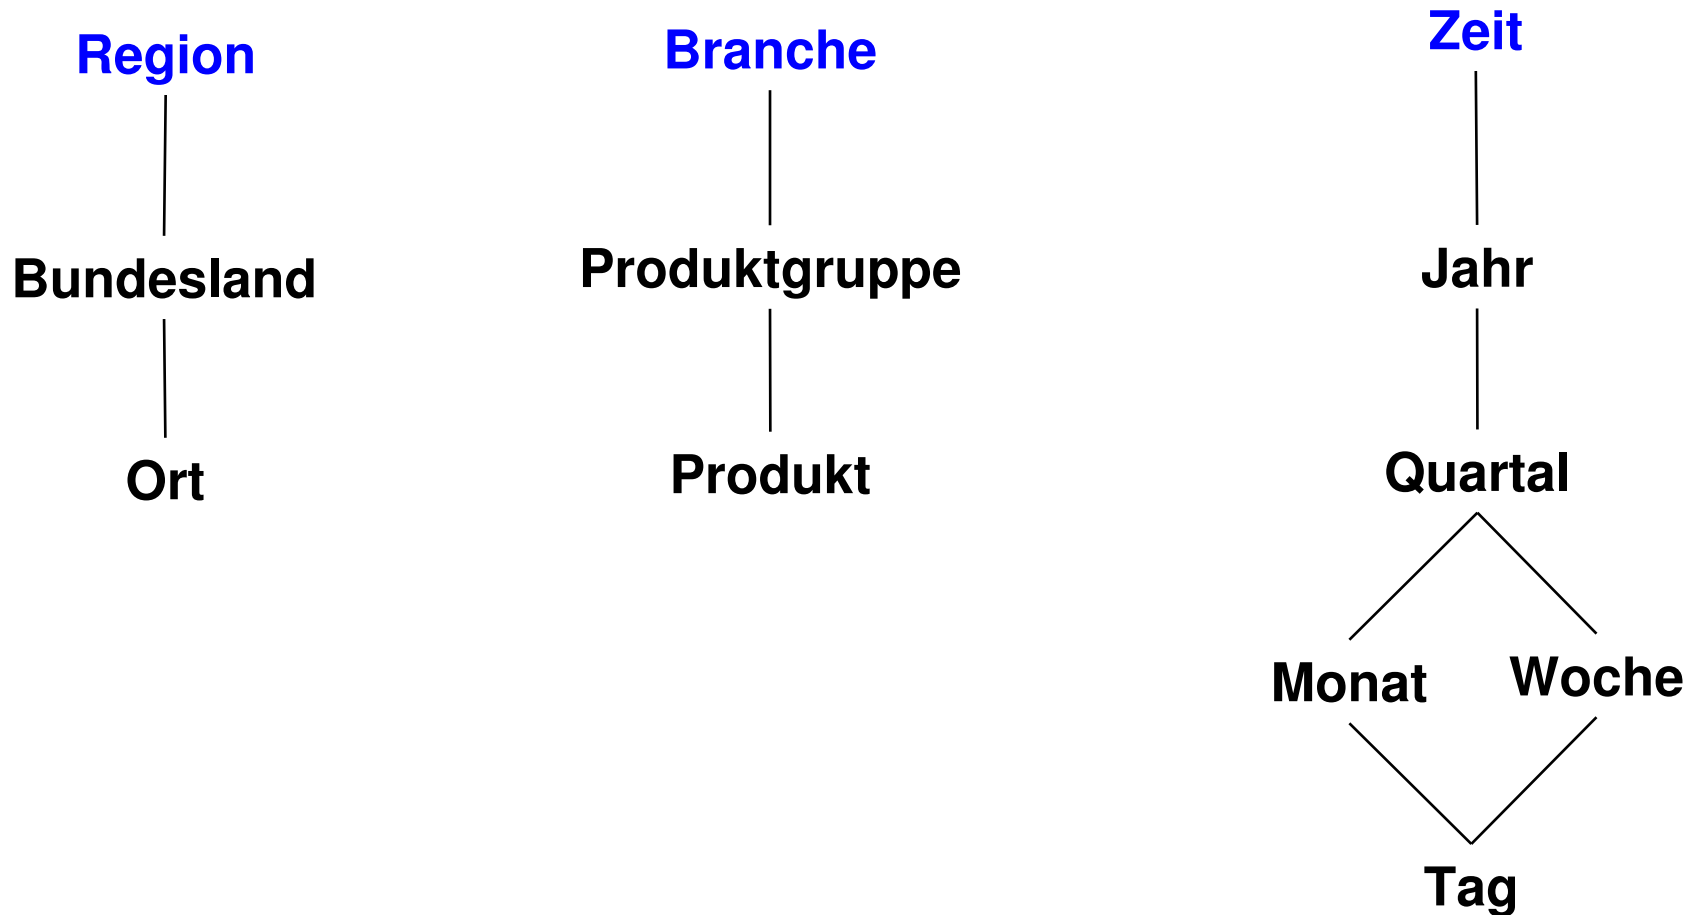 Region
Branche
Zeit
Bundesland
Produktgruppe
Jahr
Ort
Produkt
Quartal
Monat
Woche
Tag